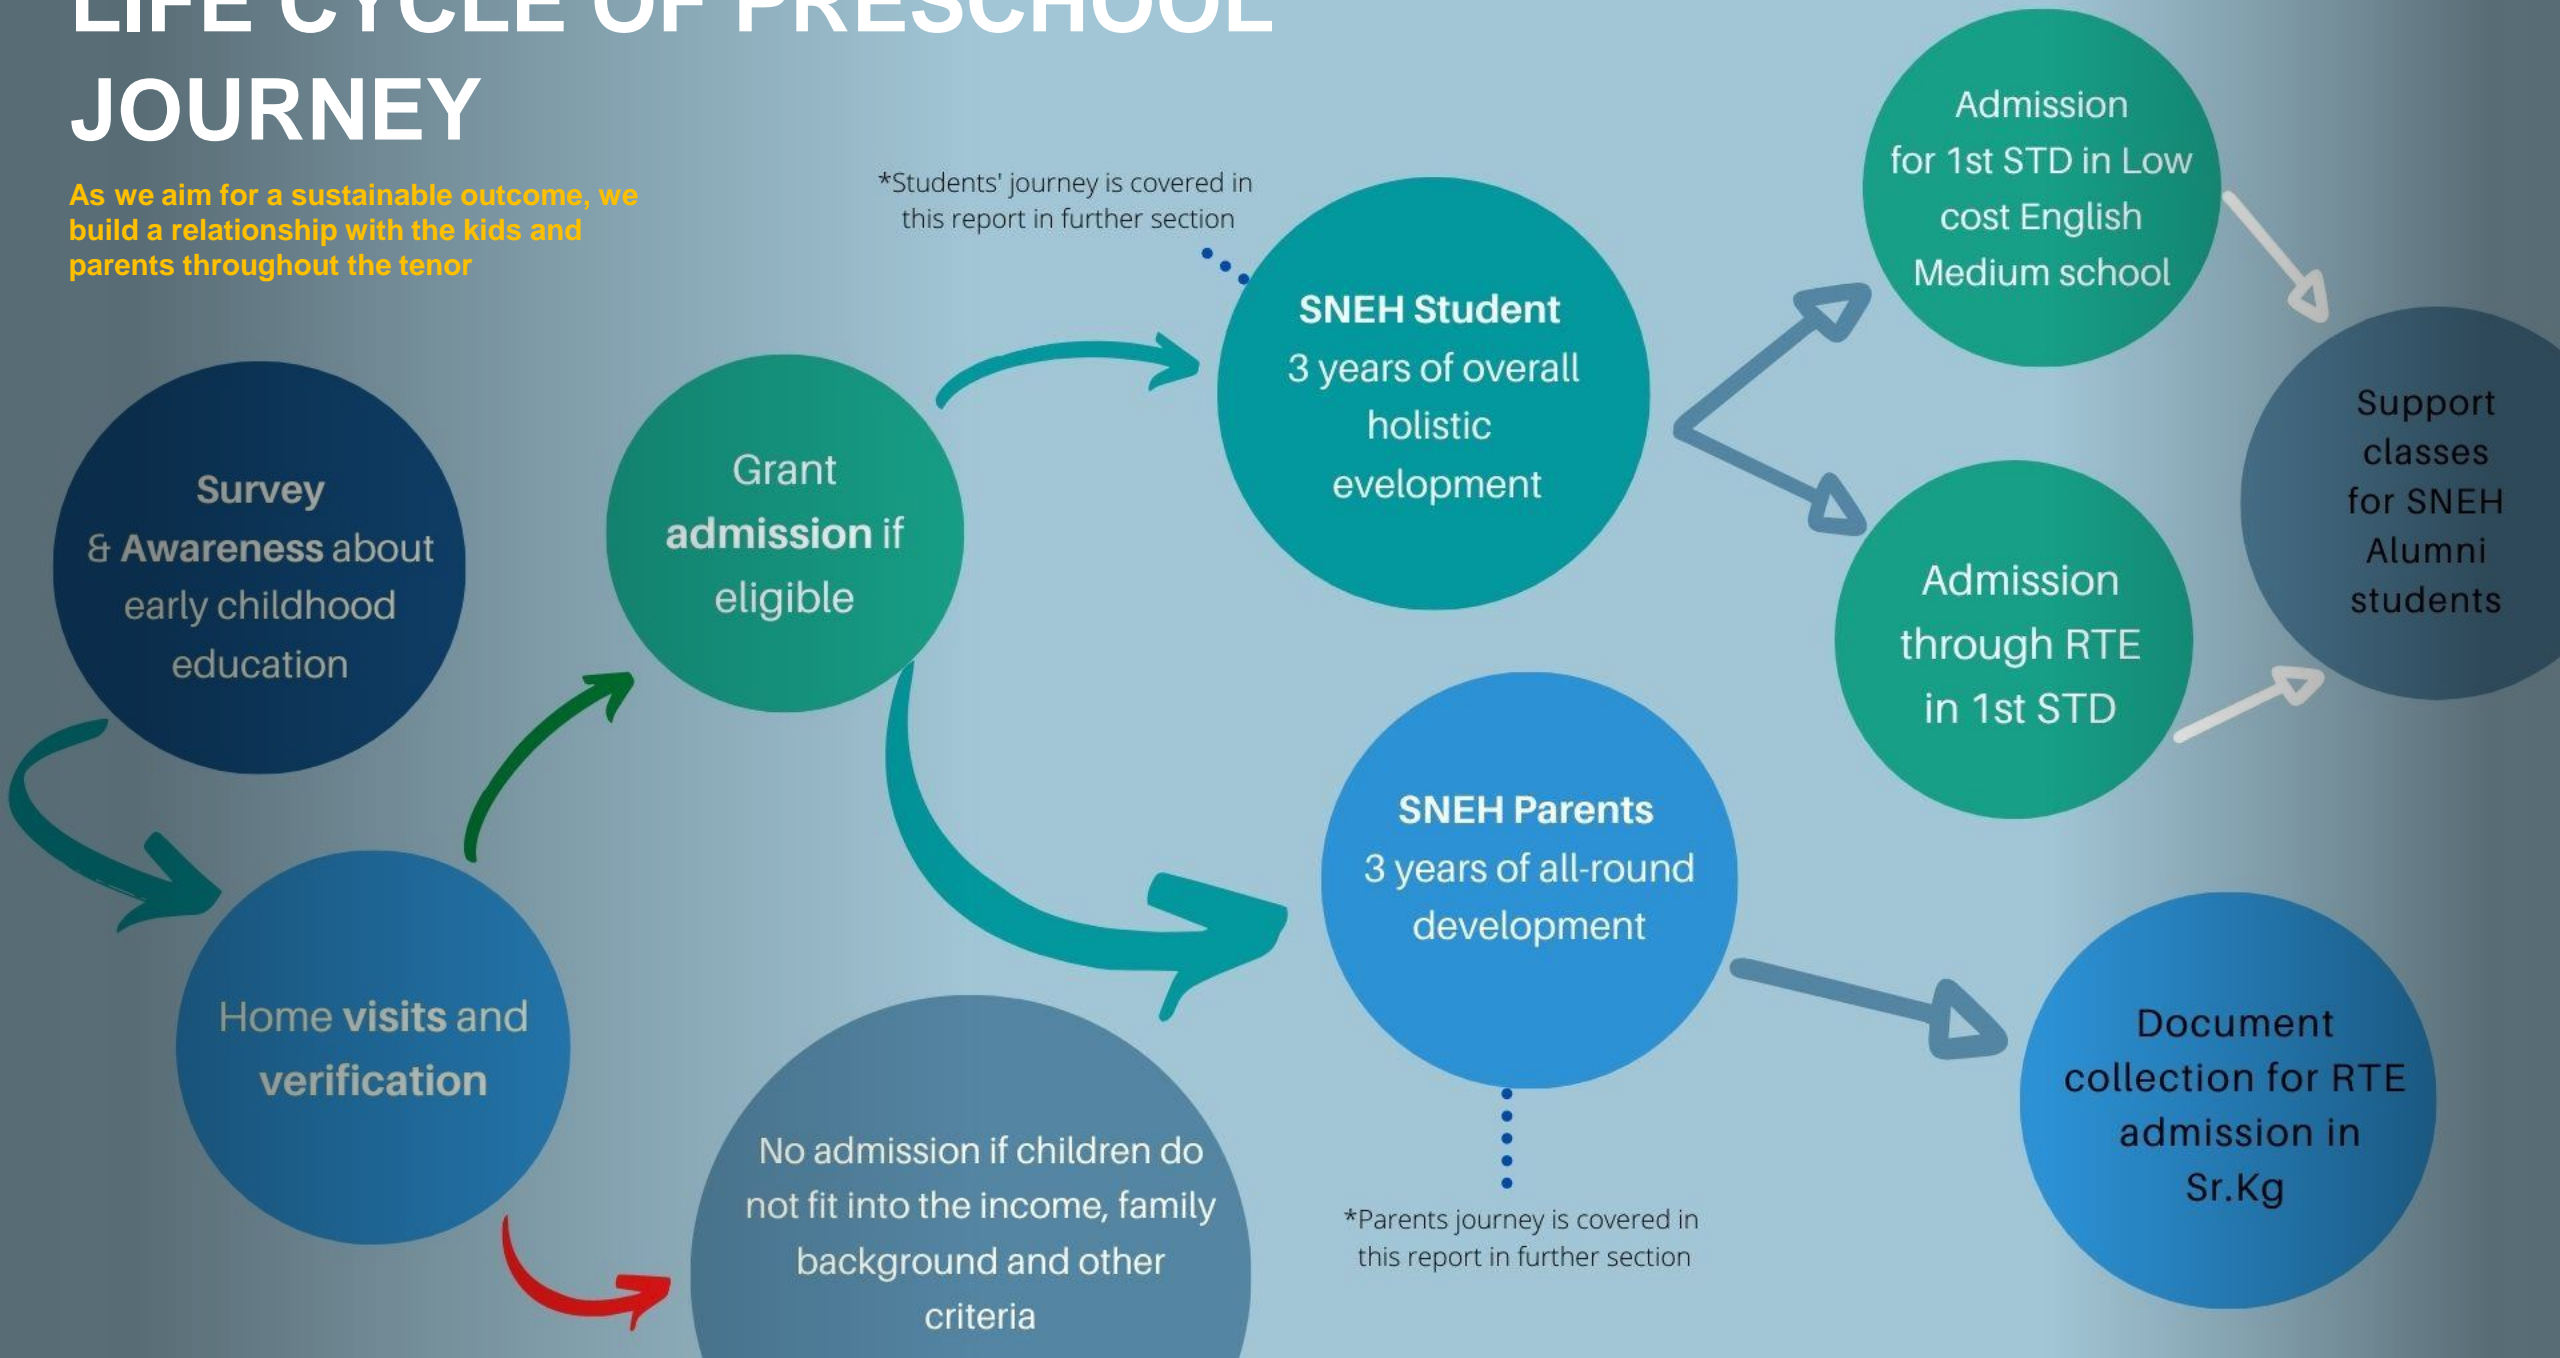 LIFE CYCLE OF PRESCHOOL
JOURNEY
As we aim for a sustainable outcome, we
build a relationship with the kids and
parents throughout the tenor
Survey
& Awareness about
early childhood
education
Home visits and
verification
Grant
admission if
eligible
No admission if children do
not fit into the income, family
background and other
criteria
*Students' journey is covered in
this report in further section
SNEH Student
3 years of overall
holistic
evelopment
SNEH Parents
3 years of all-round
development
*Parents journey is covered in
this report in further section
Admission
for 1st STD in Low
cost English
Medium school
Admission
through RTE
in 1st STD
Support
classes
for SNEH
Alumni
students
Document
collection for RTE
admission in
Sr.Kg